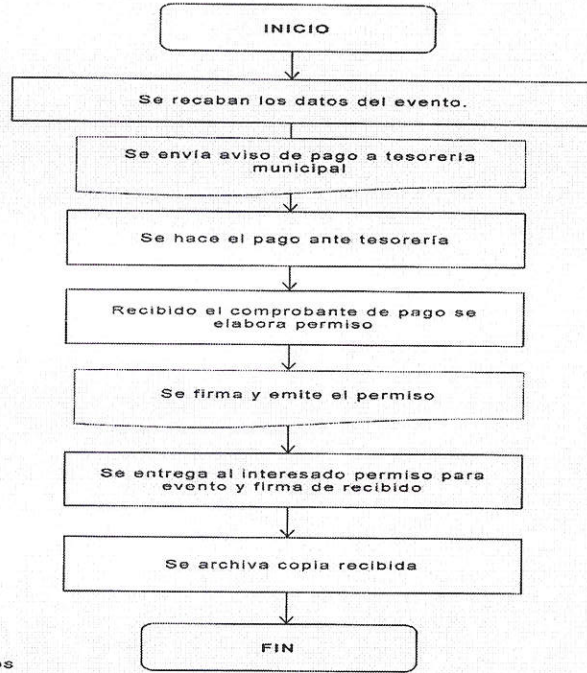 INICIO
Se recaban los datos del evento.
Se envía aviso de pago a tesorería
municipal
Se hace el pago ante tesorería
Recibido el comprobante de pago se
elabora permiso
Se firma y emite el permiso
Se entrega al interesado permiso para
evento y firma de recibido
Se archiva copia recibida
FIN